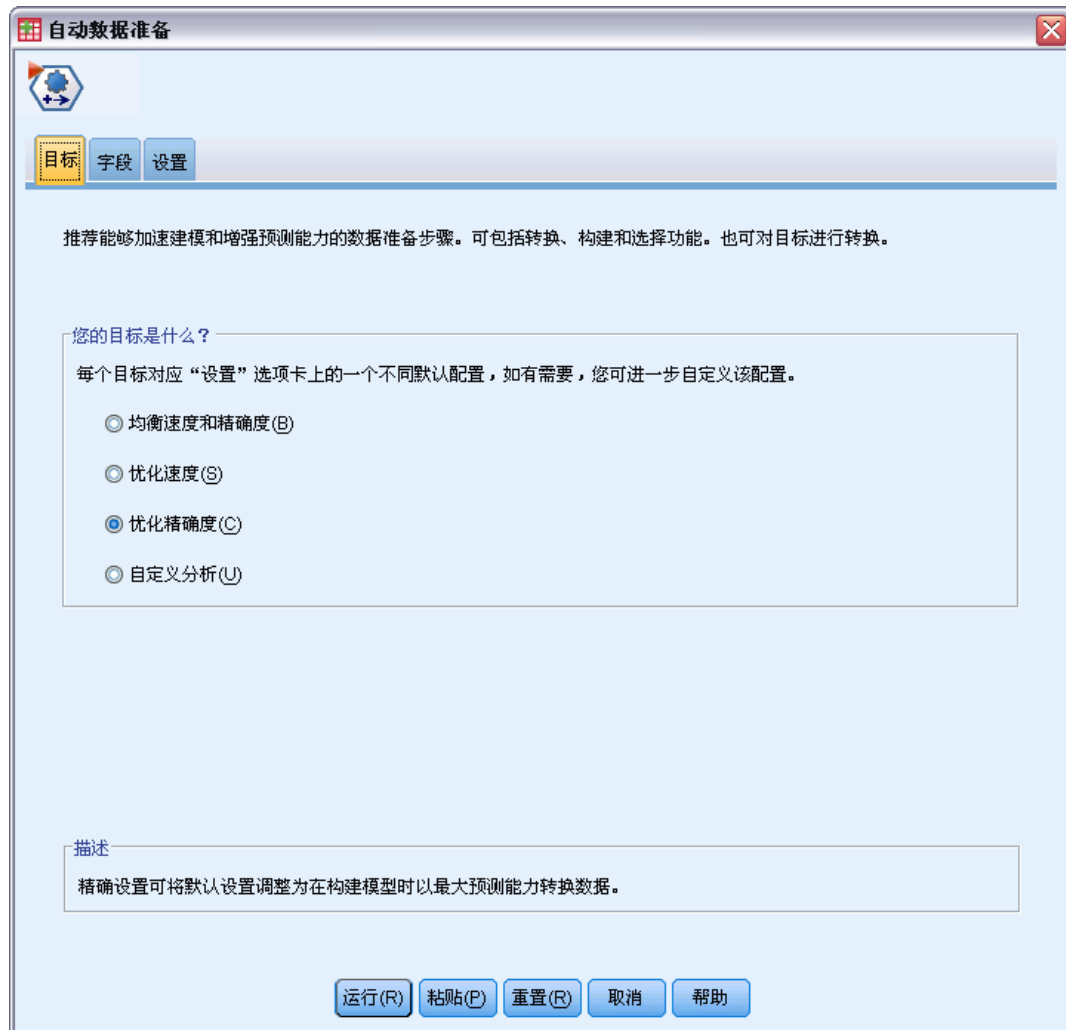 自动数据准备
目标 字段 设置
推荐能够加速建模和增强预测能力的数据准备步骤。可包括转换、构建和选择功能。也可对目标进行转换。
您的目标是什么？
每个目标对应“设置”选项卡上的一个不同默认配置，如有需要，您可进一步自定义该配置。
均衡速度和精确度(B)
优化速度(S)
优化精确度(C)
自定义分析(U)
描述
精确设置可将默认设置调整为在构建模型时以最大预测能力转换数据。
运行(R) 粘贴(P) 重置(R) 取消 帮助